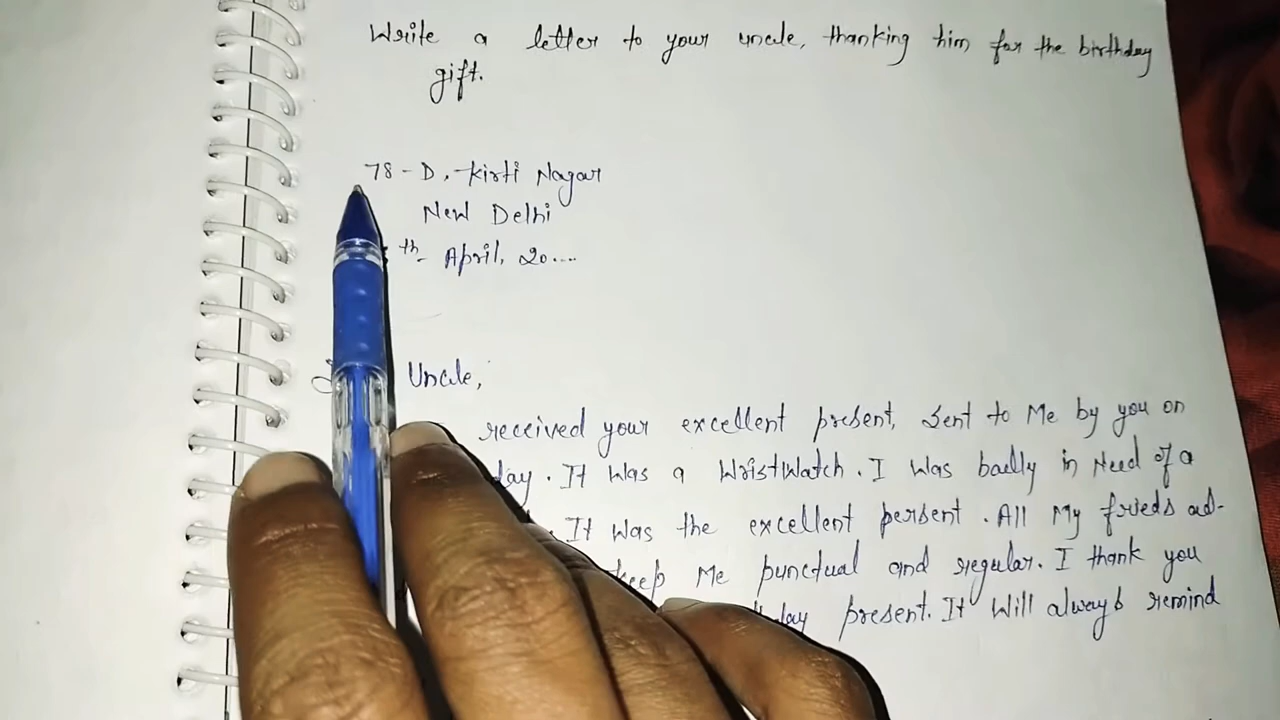 Write a letter to your uncle, thanking him for the birthday
gift.
78-D, Kirti Nagar
New Delhi
th April, 20....
Uncle,
received your excellent present, sent to Me by you on
day. It was a WristWatch. I was badly in Need of a
It was the excellent persent. All My frieds ad-
keep Me punctual and regular. I thank you
day present. It will always remind